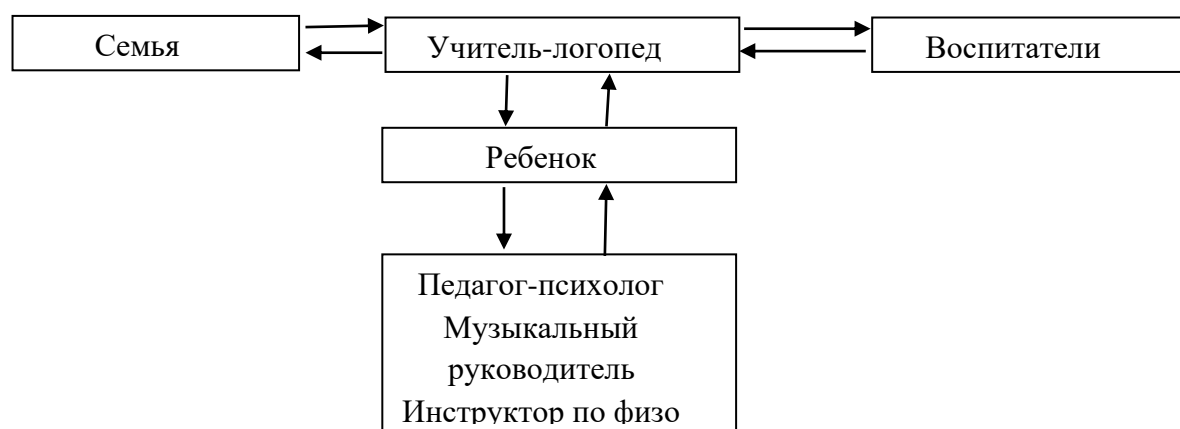 Семья
Учитель-логопед
Воспитатели
Ребенок
Педагог-психолог
Музыкальный
руководитель
Инструктор по физо